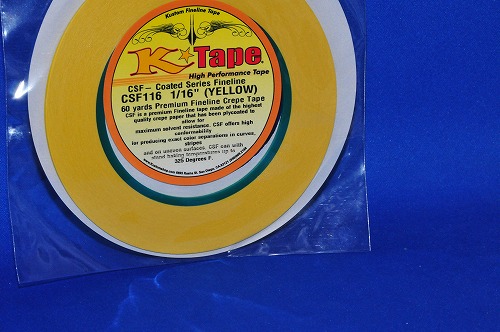 Kustom Fineline Tape
K★Tape
High Performance Tape
CSF - Coated Series Fineline
CSF116 1/16" (YELLOW)
60 yards Premium Fineline Crepe Tape
CSF is a premium Fineline tape made of the highest
quality crepe paper that has been plycoated to
allow for
maximum solvent resistance. CSF offers high
conformability
for producing exact color separations in curves,
stripes
and on uneven surfaces. CSF can with
stand baking temperatures up to
325 Degrees F.